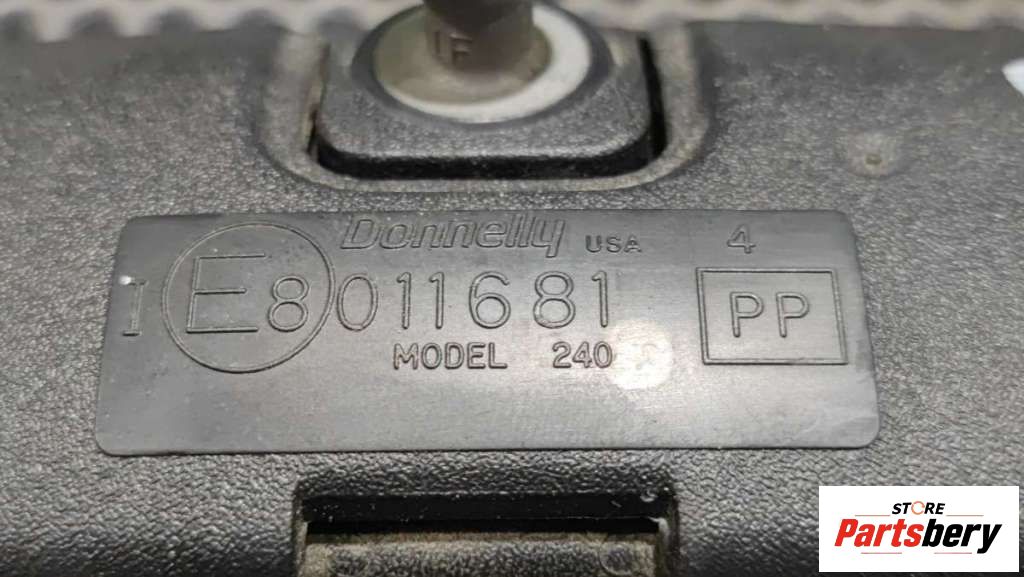 IF
Donnelly USA 4
I E8 011681 PP
MODEL 240
STORE
Partsbery